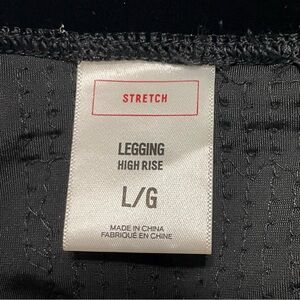 STRETCH
LEGGING
HIGH RISE
L/G
MADE IN CHINA
FABRIQUÉ EN CHINE